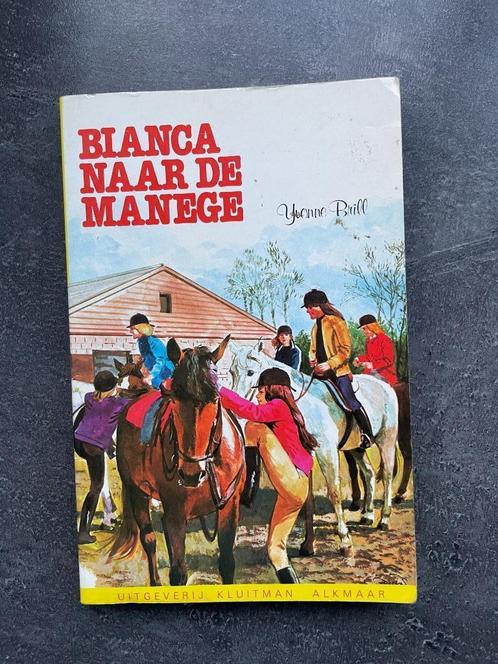 BIANCA
NAAR DE
MANEGE
Yvonne Brill
UITGEVERIJ KLUITMAN ALKMAAR